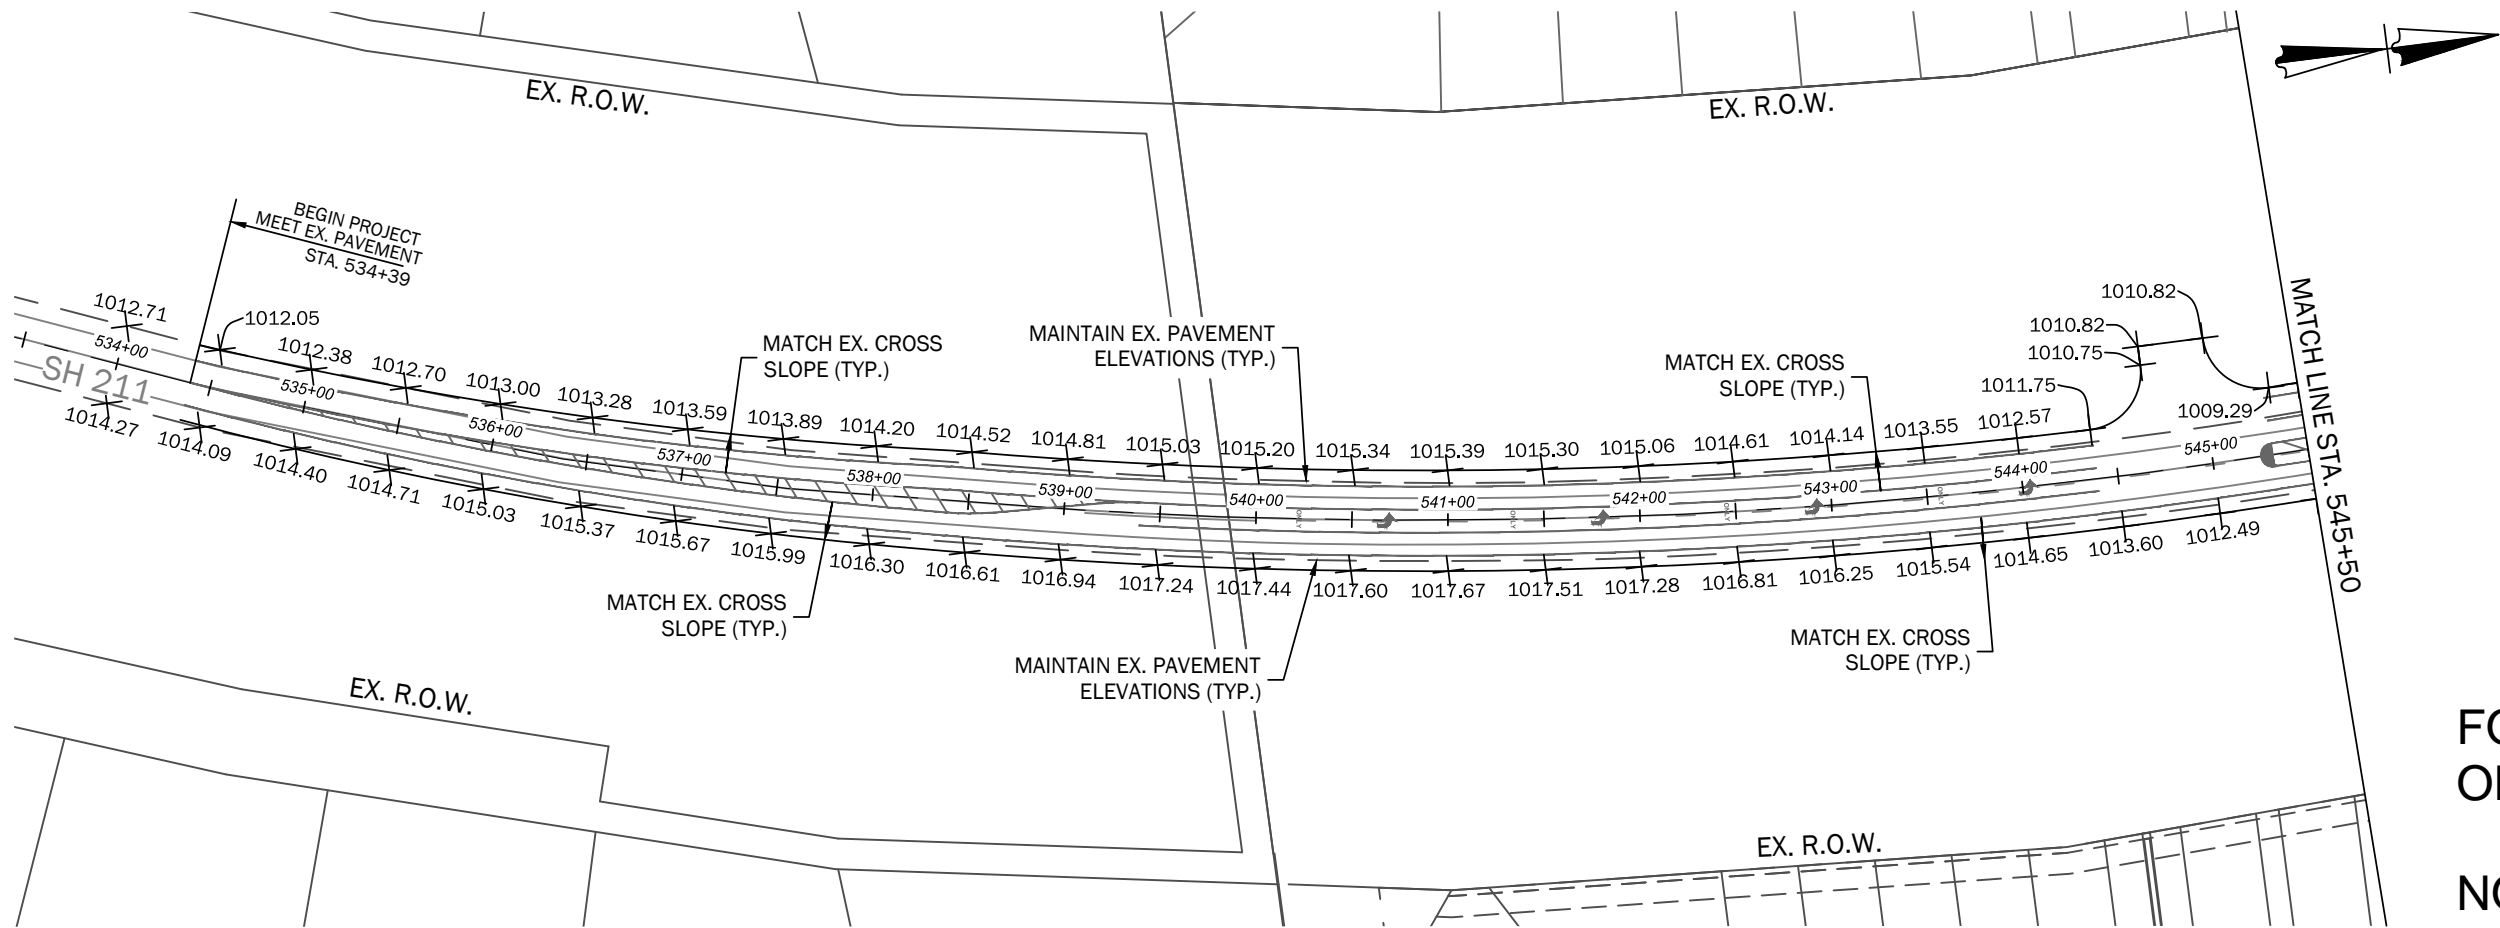 EX. R.O.W.
EX. R.O.W.
BEGIN PROJECT
MEET EX. PAVEMENT
STA. 534+39
1012.71
1012.05
1012.38
1012.70
1013.00
1013.28
1013.59
1013.89
1014.20
1014.52
1014.81
1015.03
1015.20
1015.34
1015.39
1015.30
1015.06
1014.61
1014.14
1013.55
1012.57
1011.75
1010.75
1010.82
1010.82
1009.29
MATCH EX. CROSS
SLOPE (TYP.)
MAINTAIN EX. PAVEMENT
ELEVATIONS (TYP.)
MATCH EX. CROSS
SLOPE (TYP.)
MATCH LINE STA. 545+50
SH 211
534+00
535+00
536+00
537+00
538+00
539+00
540+00
541+00
542+00
543+00
544+00
545+00
ONLY
ONLY
ONLY
ONLY
1014.27
1014.09
1014.40
1014.71
1015.03
1015.37
1015.67
1015.99
1016.30
1016.61
1016.94
1017.24
1017.44
1017.60
1017.67
1017.51
1017.28
1016.81
1016.25
1015.54
1014.65
1013.60
1012.49
MATCH EX. CROSS
SLOPE (TYP.)
MAINTAIN EX. PAVEMENT
ELEVATIONS (TYP.)
MATCH EX. CROSS
SLOPE (TYP.)
EX. R.O.W.
EX. R.O.W.